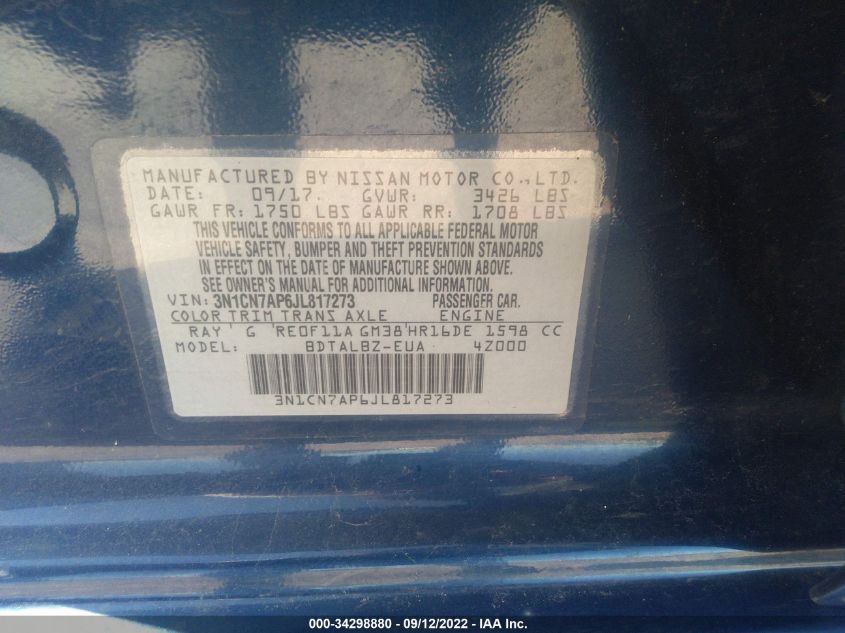 MANUFACTURED BY NISSAN MOTOR CO., LTD.
DATE: 09/17. GVWR: 3426 LBS
GAWR FR: 1750 LBS GAWR RR: 1708 LBS
THIS VEHICLE CONFORMS TO ALL APPLICABLE FEDERAL MOTOR
VEHICLE SAFETY, BUMPER AND THEFT PREVENTION STANDARDS
IN EFFECT ON THE DATE OF MANUFACTURE SHOWN ABOVE.
SEE OWNER'S MANUAL FOR ADDITIONAL INFORMATION
VIN: 3N1CN7AP6JL817273 PASSENGER CAR.
COLOR TRIM TRANS AXLE ENGINE
RAY G RE0F11A GM38 HR16DE 1598 CC
MODEL: BDTALBZ-EUA 4Z000
3N1CN7AP6JL817273
000-34298880 - 09/12/2022 - IAA Inc.